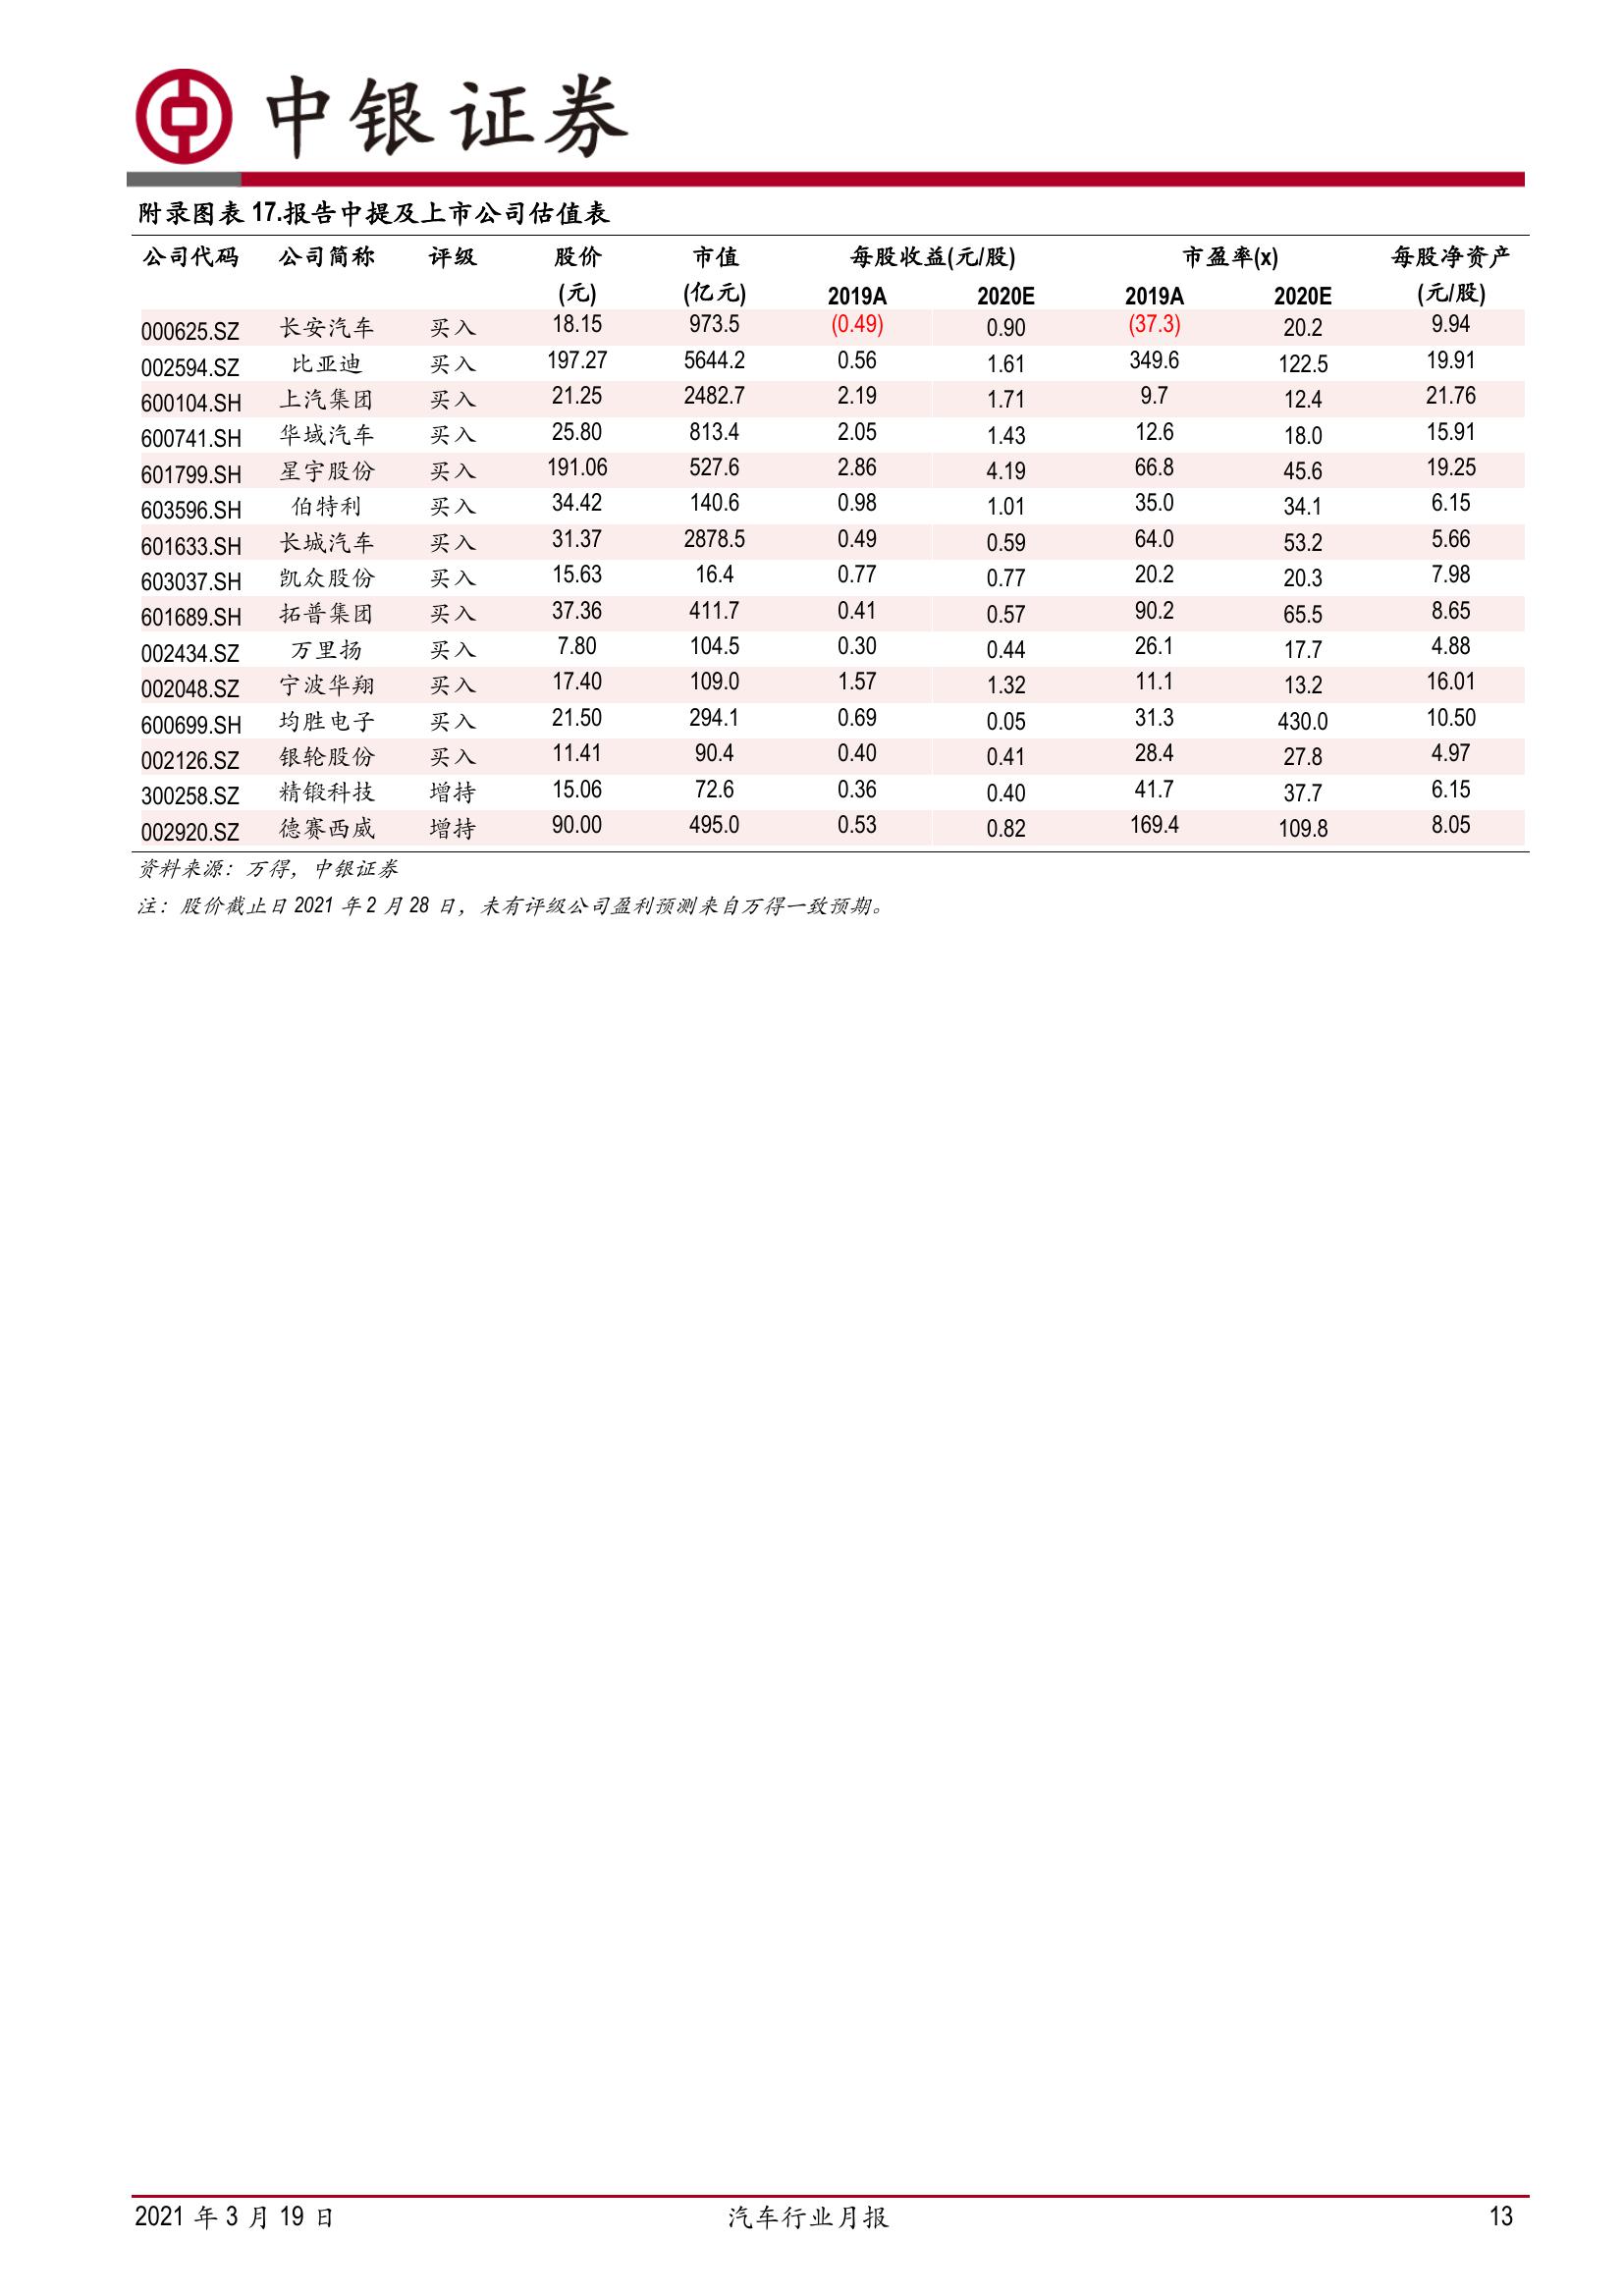 中银证券
附录图表 17.报告中提及上市公司估值表
公司代码 公司简称 评级 股价 市值 每股收益(元/股) 市盈率(x) 每股净资产
(元) (亿元) 2019A 2020E 2019A 2020E (元/股)
000625.SZ 长安汽车 买入 18.15 973.5 (0.49) 0.90 (37.3) 20.2 9.94
002594.SZ 比亚迪 买入 197.27 5644.2 0.56 1.61 349.6 122.5 19.91
600104.SH 上汽集团 买入 21.25 2482.7 2.19 1.71 9.7 12.4 21.76
600741.SH 华域汽车 买入 25.80 813.4 2.05 1.43 12.6 18.0 15.91
601799.SH 星宇股份 买入 191.06 527.6 2.86 4.19 66.8 45.6 19.25
603596.SH 伯特利 买入 34.42 140.6 0.98 1.01 35.0 34.1 6.15
601633.SH 长城汽车 买入 31.37 2878.5 0.49 0.59 64.0 53.2 5.66
603037.SH 凯众股份 买入 15.63 16.4 0.77 0.77 20.2 20.3 7.98
601689.SH 拓普集团 买入 37.36 411.7 0.41 0.57 90.2 65.5 8.65
002434.SZ 万里扬 买入 7.80 104.5 0.30 0.44 26.1 17.7 4.88
002048.SZ 宁波华翔 买入 17.40 109.0 1.57 1.32 11.1 13.2 16.01
600699.SH 均胜电子 买入 21.50 294.1 0.69 0.05 31.3 430.0 10.50
002126.SZ 银轮股份 买入 11.41 90.4 0.40 0.41 28.4 27.8 4.97
300258.SZ 精锻科技 增持 15.06 72.6 0.36 0.40 41.7 37.7 6.15
002920.SZ 德赛西威 增持 90.00 495.0 0.53 0.82 169.4 109.8 8.05
资料来源：万得，中银证券
注：股价截止日 2021 年 2 月 28 日，未有评级公司盈利预测来自万得一致预期。
2021 年 3 月 19 日 汽车行业月报 13